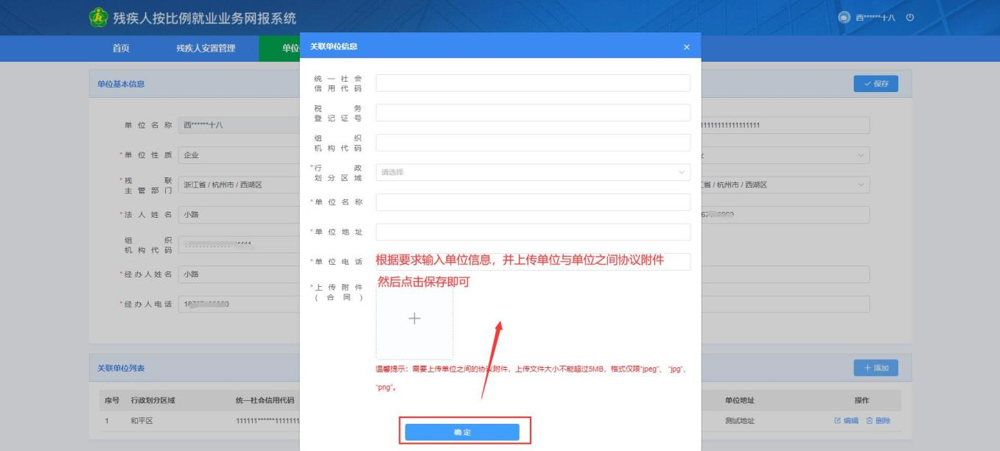 残疾人按比例就业业务网报系统
西******十八
首页 残疾人安置管理 单位
关联单位信息 ×
单位基本信息 保存
统一社会信用代码
税务登记证号
组织机构代码
*行政划分区域 请选择
*单位名称
*单位地址
*单位电话
根据要求输入单位信息，并上传单位与单位之间协议附件
然后点击保存即可
*上传附件(合同)
温馨提示：需要上传单位之间的协议附件，上传文件大小不能超过5MB，格式仅限"jpeg"、"jpg"、
"png"。
确定
单位名称 西******十八
*单位性质 企业
*残联主管部门 浙江省 / 杭州市 / 西湖区
省 / 杭州市 / 西湖区
*法人姓名 小路
组织机构代码
*经办人姓名 小路
*经办人电话
关联单位列表 添加
序号 行政划分区域 统一社会信用代码 单位地址 操作
1 和平区 111111******1111111 测试地址 编辑 删除